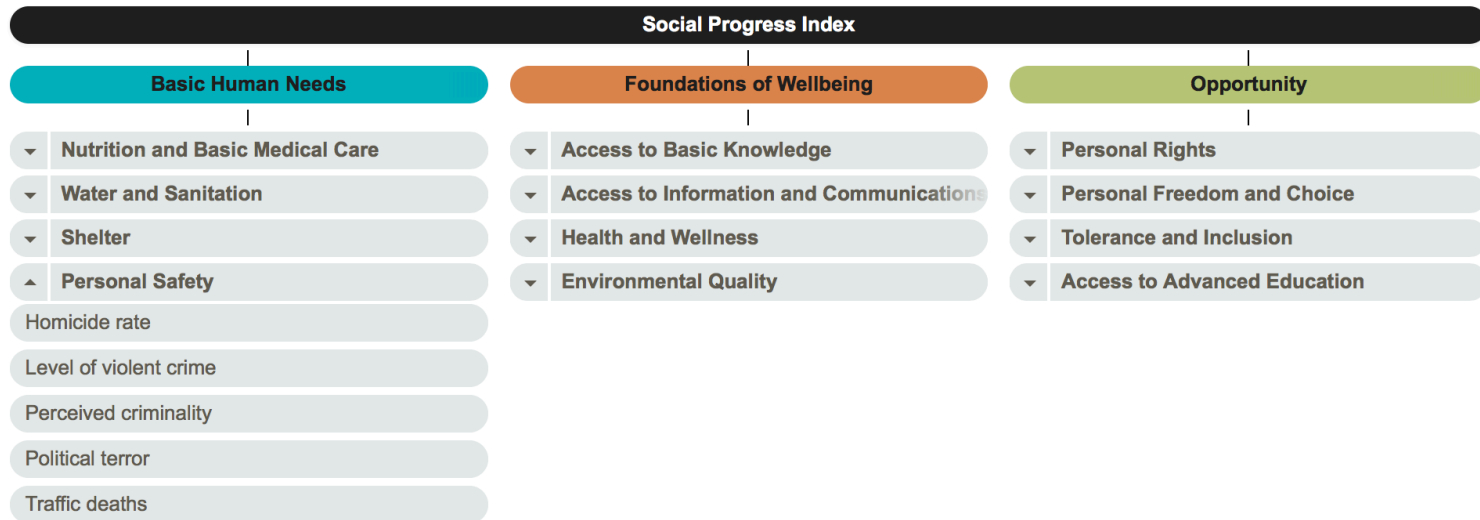 Social Progress Index
Basic Human Needs
Nutrition and Basic Medical Care
Water and Sanitation
Shelter
Personal Safety
Homicide rate
Level of violent crime
Perceived criminality
Political terror
Traffic deaths
Foundations of Wellbeing
Access to Basic Knowledge
Access to Information and Communications
Health and Wellness
Environmental Quality
Opportunity
Personal Rights
Personal Freedom and Choice
Tolerance and Inclusion
Access to Advanced Education